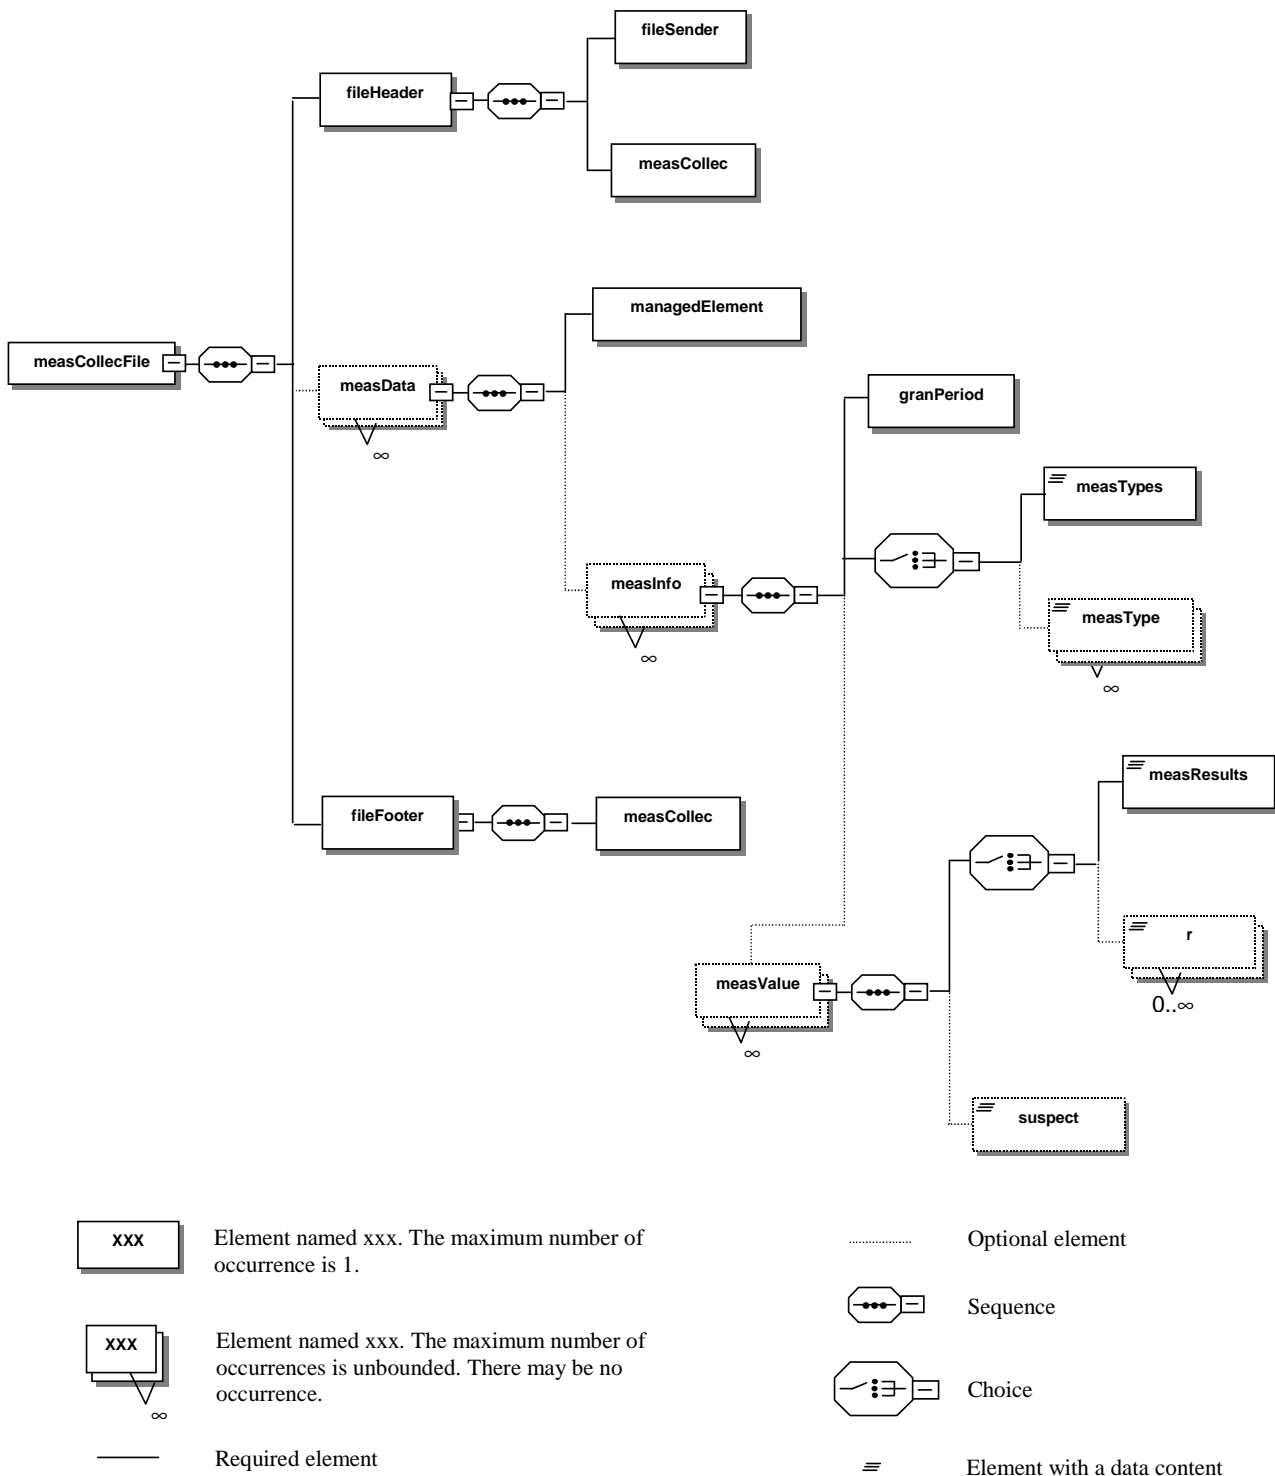 fileSender
fileHeader
measCollec
managedElement
measCollecFile
measData
∞
granPeriod
measTypes
measInfo
∞
measType
∞
measResults
fileFooter
measCollec
r
0..∞
measValue
∞
suspect
XXX
Element named xxx. The maximum number of
occurrence is 1.
Optional element
Sequence
XXX
∞
Element named xxx. The maximum number of
occurrences is unbounded. There may be no
occurrence.
Choice
Required element
Element with a data content